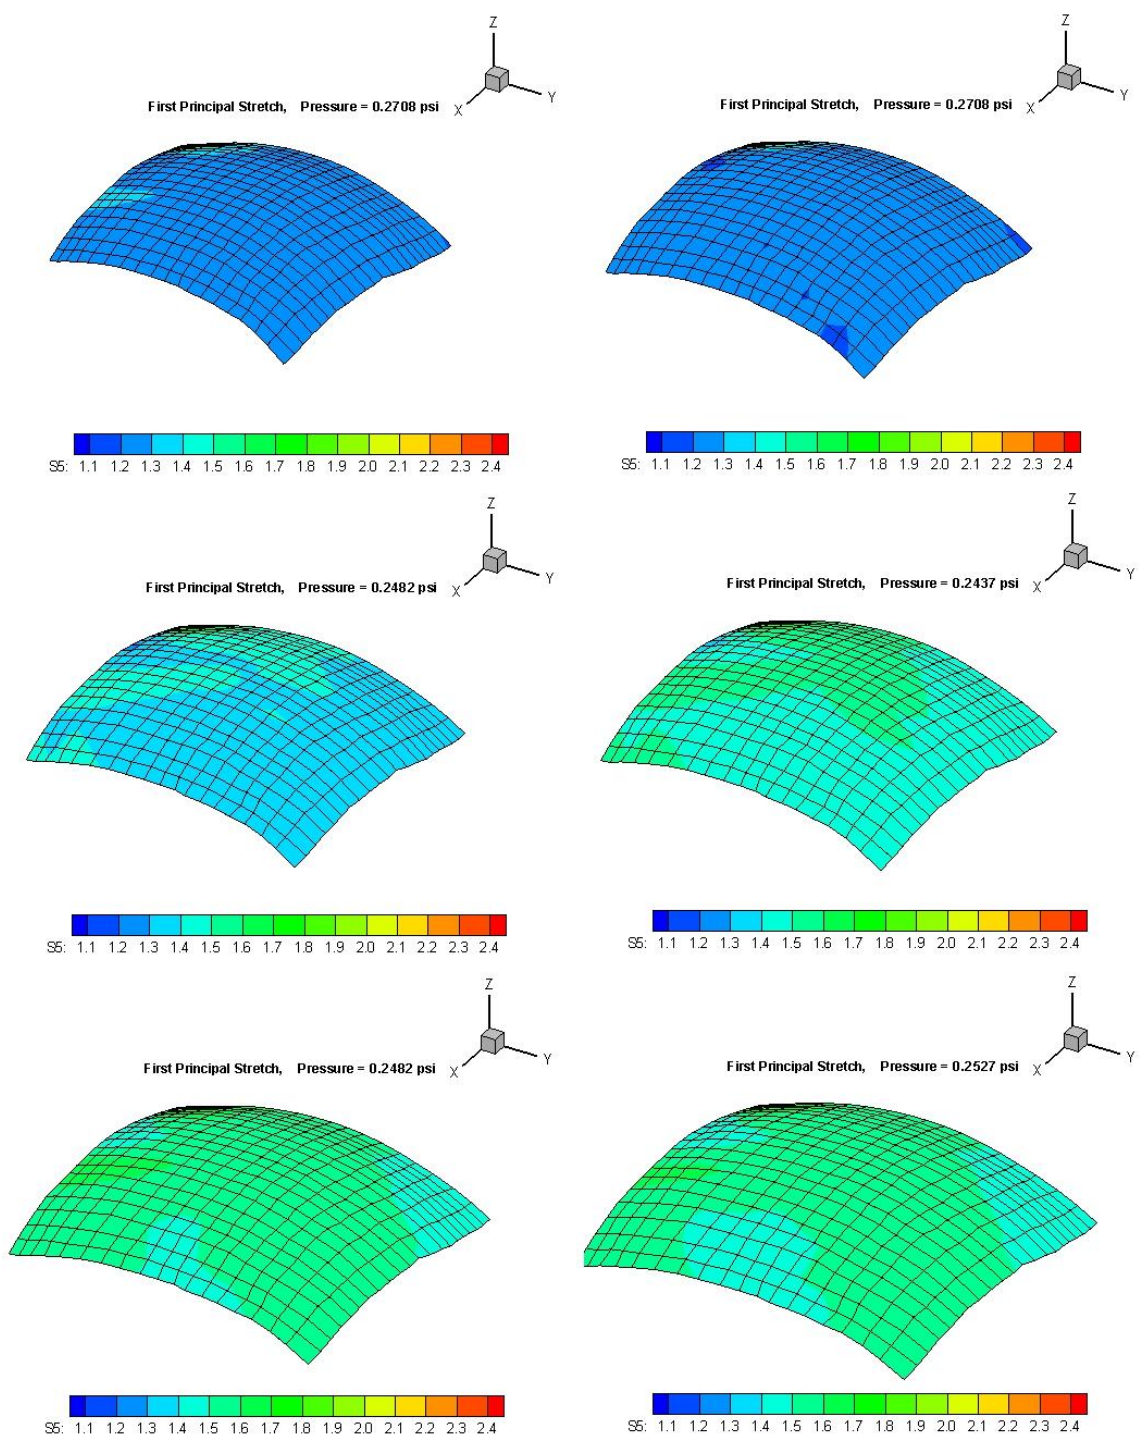 Z
Z
Y
Y
X
X
First Principal Stretch, Pressure = 0.2708 psi
First Principal Stretch, Pressure = 0.2708 psi
S5: 1.1 1.2 1.3 1.4 1.5 1.6 1.7 1.8 1.9 2.0 2.1 2.2 2.3 2.4
S5: 1.1 1.2 1.3 1.4 1.5 1.6 1.7 1.8 1.9 2.0 2.1 2.2 2.3 2.4
Z
Z
Y
Y
X
X
First Principal Stretch, Pressure = 0.2482 psi
First Principal Stretch, Pressure = 0.2437 psi
S5: 1.1 1.2 1.3 1.4 1.5 1.6 1.7 1.8 1.9 2.0 2.1 2.2 2.3 2.4
S5: 1.1 1.2 1.3 1.4 1.5 1.6 1.7 1.8 1.9 2.0 2.1 2.2 2.3 2.4
Z
Z
Y
Y
X
X
First Principal Stretch, Pressure = 0.2482 psi
First Principal Stretch, Pressure = 0.2527 psi
S5: 1.1 1.2 1.3 1.4 1.5 1.6 1.7 1.8 1.9 2.0 2.1 2.2 2.3 2.4
S5: 1.1 1.2 1.3 1.4 1.5 1.6 1.7 1.8 1.9 2.0 2.1 2.2 2.3 2.4